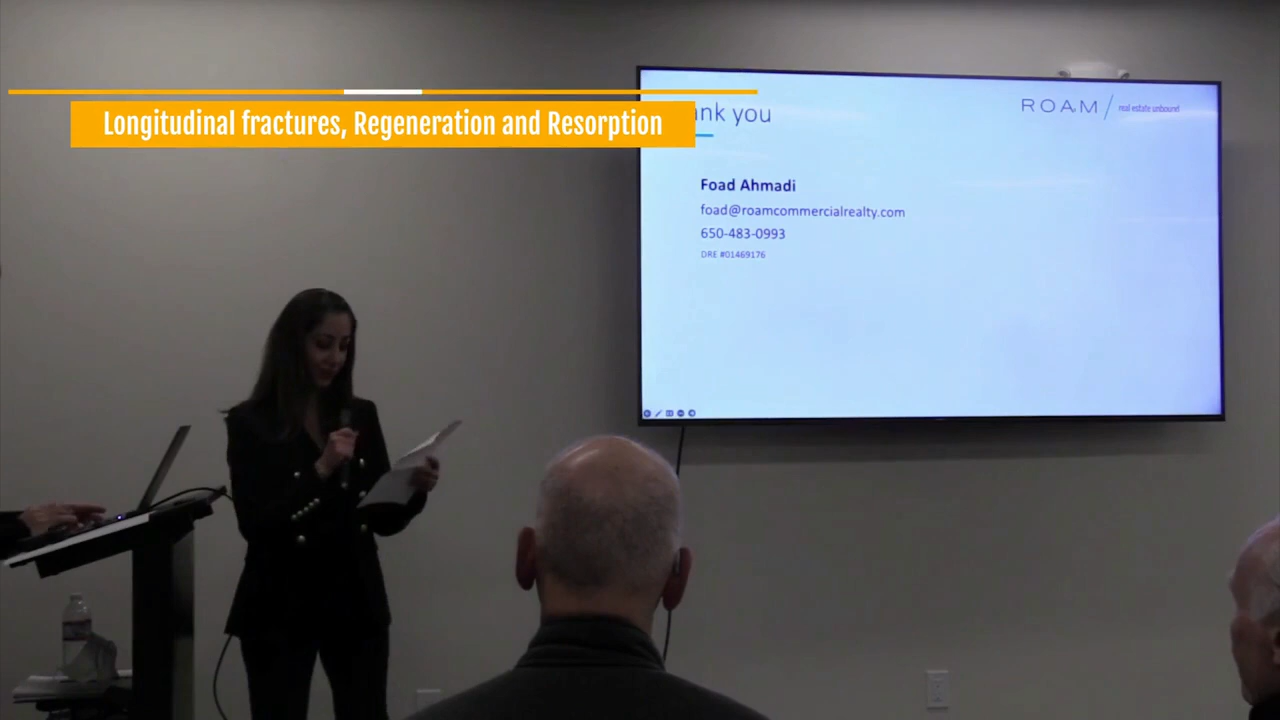 Longitudinal fractures, Regeneration and Resorption
ank you
ROAM/ real estate unbound
Foad Ahmadi
foad@roamcommercialrealty.com
650-483-0993
DRE #01469176